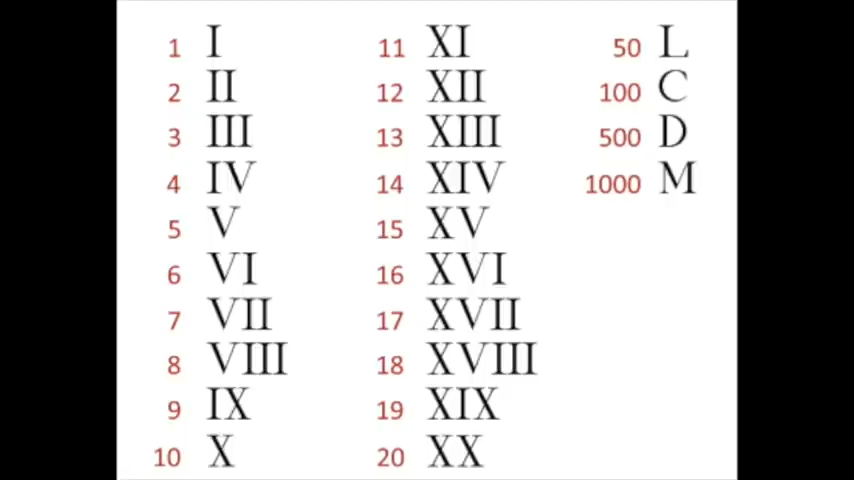 1 I
2 II
3 III
4 IV
5 V
6 VI
7 VII
8 VIII
9 IX
10 X
11 XI
12 XII
13 XIII
14 XIV
15 XV
16 XVI
17 XVII
18 XVIII
19 XIX
20 XX
50 L
100 C
500 D
1000 M